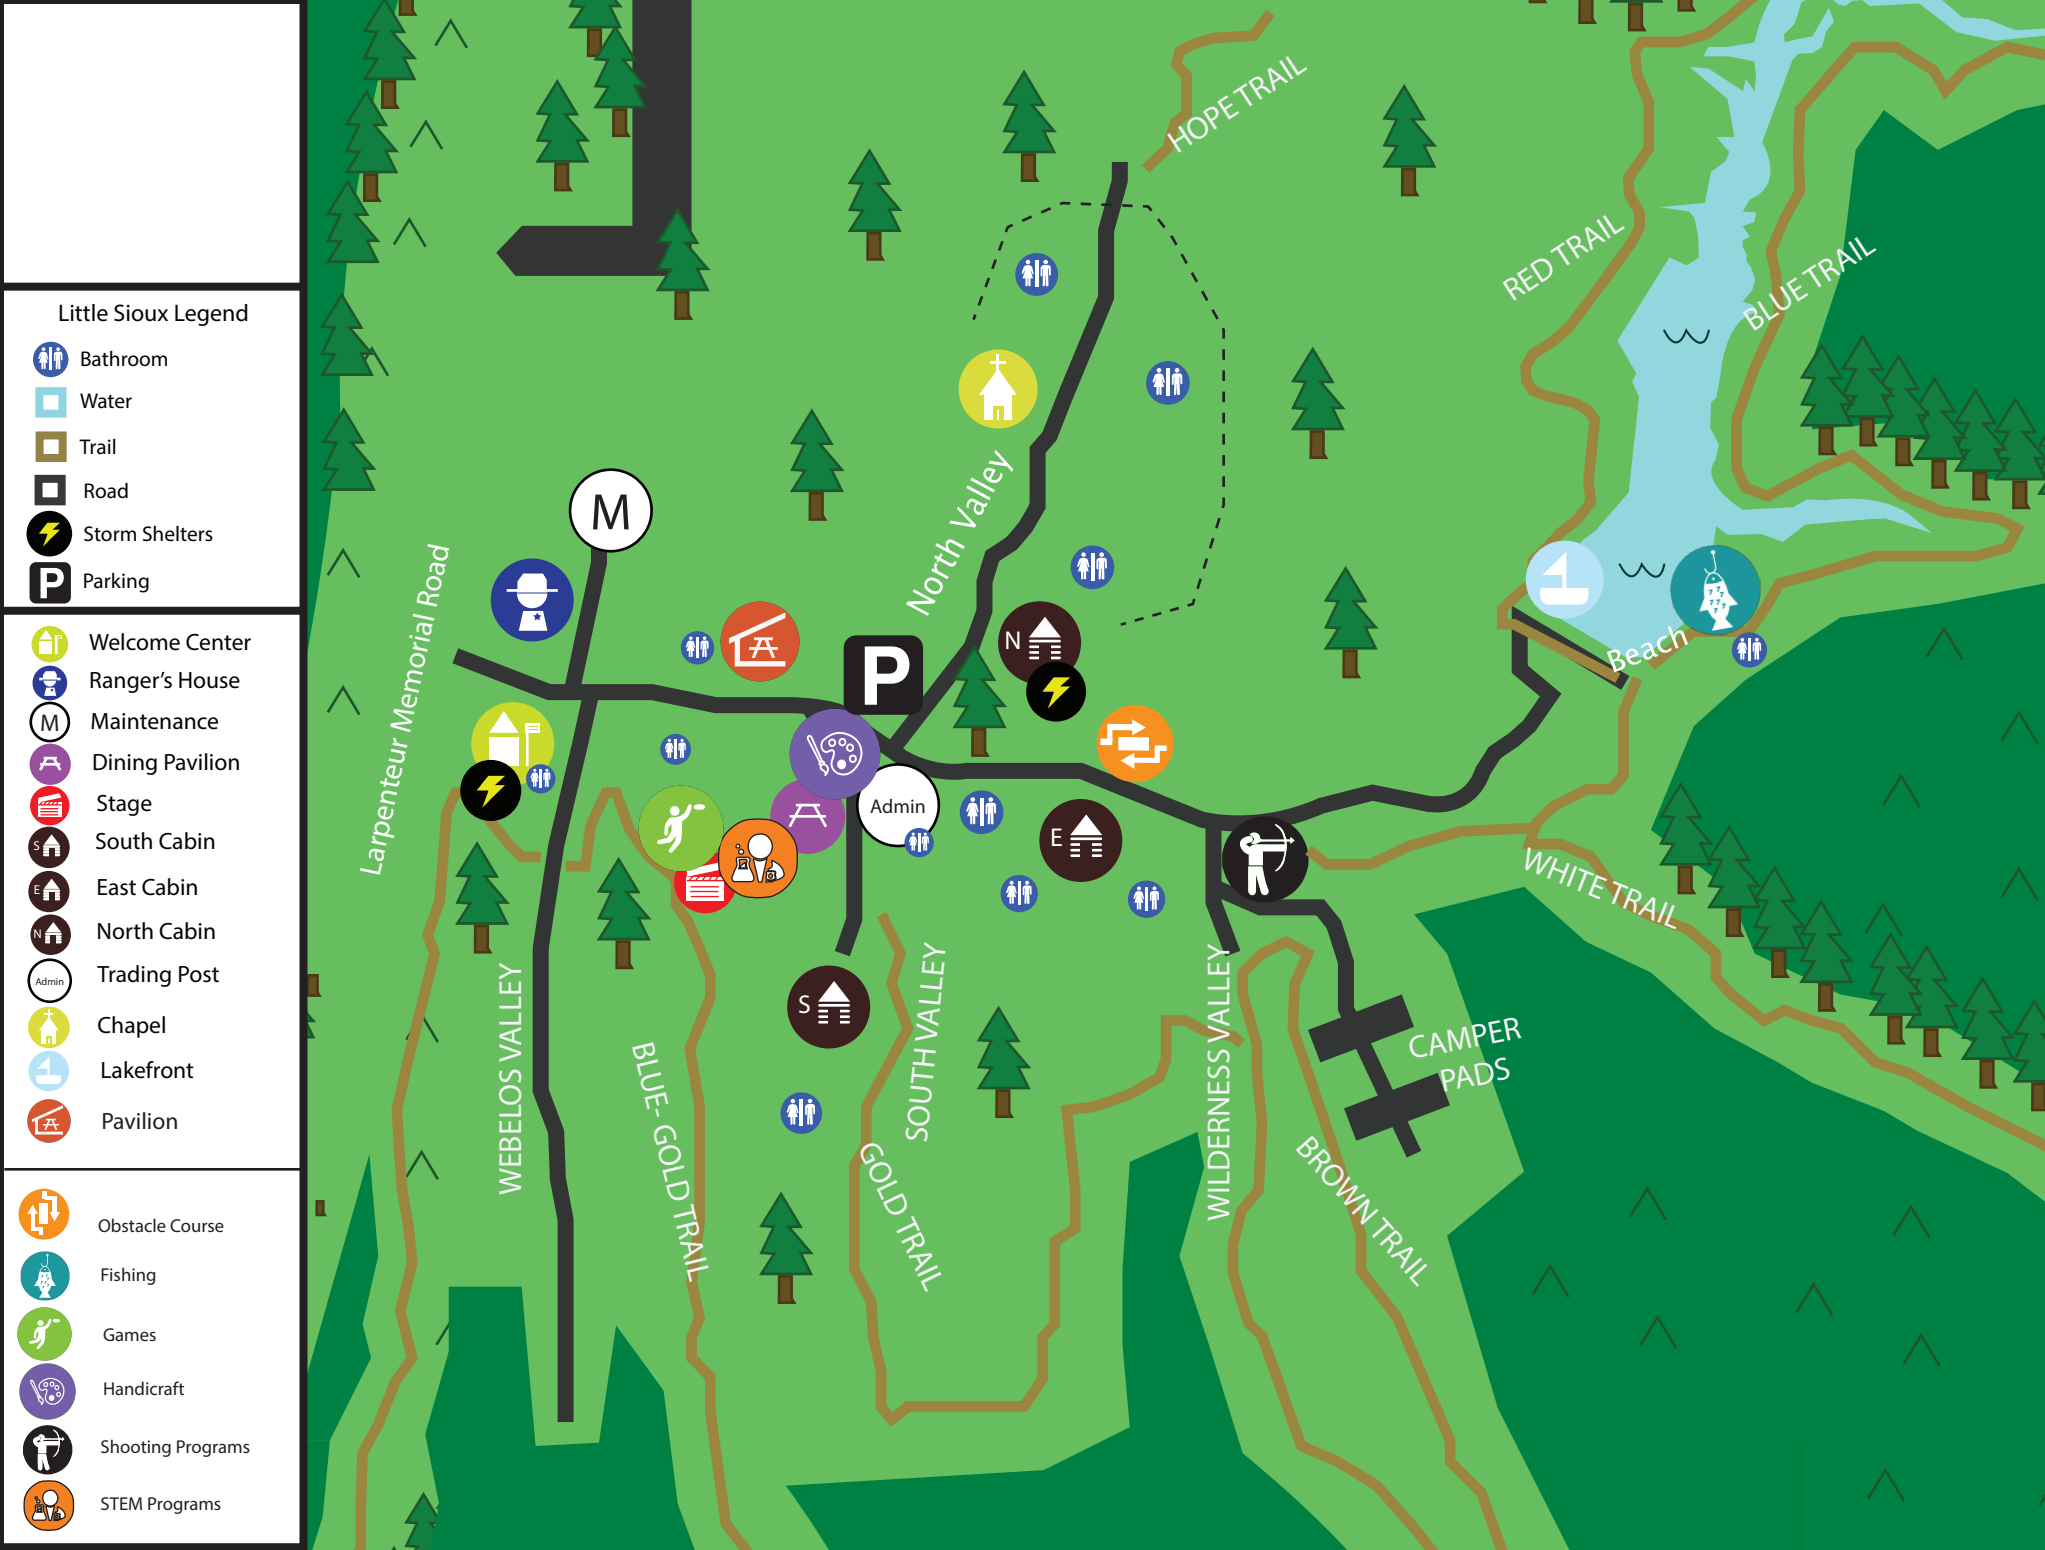 Little Sioux Legend
Bathroom
Water
Trail
Road
Storm Shelters
P Parking
Welcome Center
Ranger's House
M Maintenance
Dining Pavilion
Stage
S South Cabin
E East Cabin
N North Cabin
Admin Trading Post
Chapel
Lakefront
Pavilion
Obstacle Course
Fishing
Games
Handicraft
Shooting Programs
STEM Programs
HOPE TRAIL
RED TRAIL
BLUE TRAIL
M
North Valley
Larpenteur Memorial Road
N
P
Beach
Admin
E
WHITE TRAIL
S
WEBELOS VALLEY
BLUE- GOLD TRAIL
SOUTH VALLEY
GOLD TRAIL
WILDERNESS VALLEY
CAMPER
PADS
BROWN TRAIL